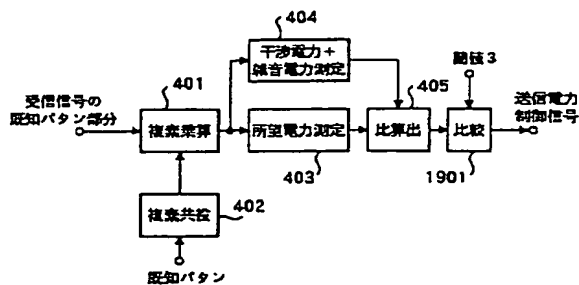 404
干渉電力+
雑音電力測定
401
405
閾値3
受信信号の
既知パタン部分
複素乗算
所望電力測定
比算出
比較
送信電力
制御信号
403
1901
複素共役
402
既知パタン